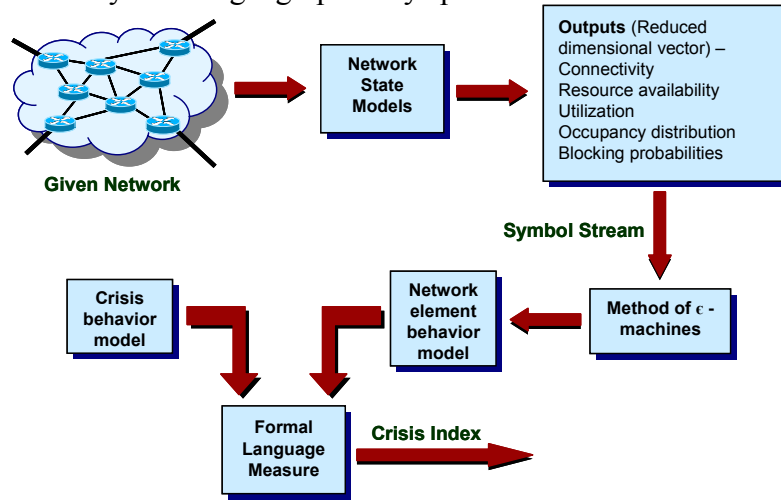 Network
State
Models
Outputs (Reduced
dimensional vector) –
Connectivity
Resource availability
Utilization
Occupancy distribution
Blocking probabilities
Given Network
Symbol Stream
Crisis
behavior
model
Network
element
behavior
model
Method of ϵ -
machines
Formal
Language
Measure
Crisis Index